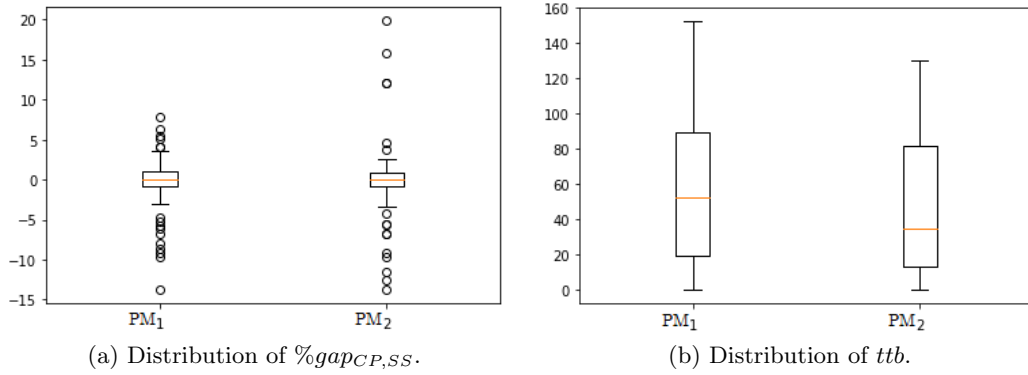 20
15
10
5
0
−5
−10
−15
PM1
PM2
(a) Distribution of %gapCP,SS.
160
140
120
100
80
60
40
20
0
PM1
PM2
(b) Distribution of ttb.